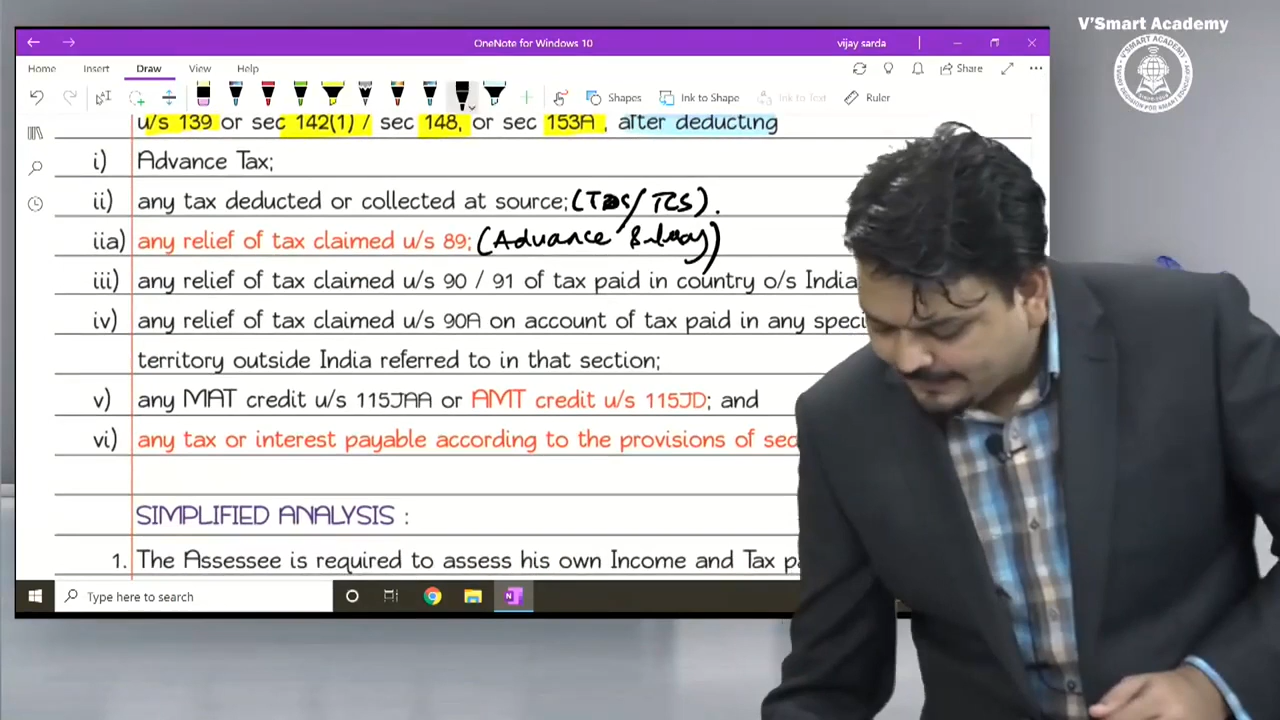 V'Smart Academy
OneNote for Windows 10
vijay sarda
Home Insert Draw View Help
Share
Shapes Ink to Shape Ink to Text Ruler
u/s 139 or sec 142(1) / sec 148, or sec 153A , after deducting
i) Advance Tax;
ii) any tax deducted or collected at source; (TDS/TCS).
iia) any relief of tax claimed u/s 89; (Advance Salary)
iii) any relief of tax claimed u/s 90 / 91 of tax paid in country o/s India
iv) any relief of tax claimed u/s 90A on account of tax paid in any speci
territory outside India referred to in that section;
v) any MAT credit u/s 115JAA or AMT credit u/s 115JD; and
vi) any tax or interest payable according to the provisions of sec
SIMPLIFIED ANALYSIS :
1. The Assessee is required to assess his own Income and Tax p
Type here to search